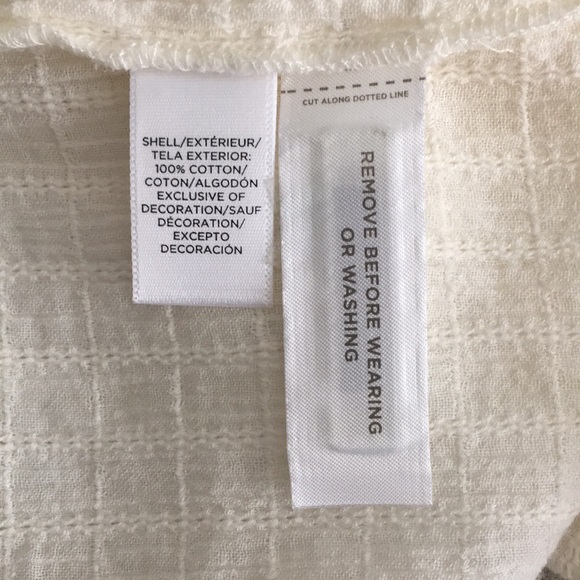 SHELL/EXTÉRIEUR/
TELA EXTERIOR:
100% COTTON/
COTON/ALGODÓN
EXCLUSIVE OF
DECORATION/SAUF
DÉCORATION/
EXCEPTO
DECORACIÓN
CUT ALONG DOTTED LINE
REMOVE BEFORE WEARING
OR WASHING